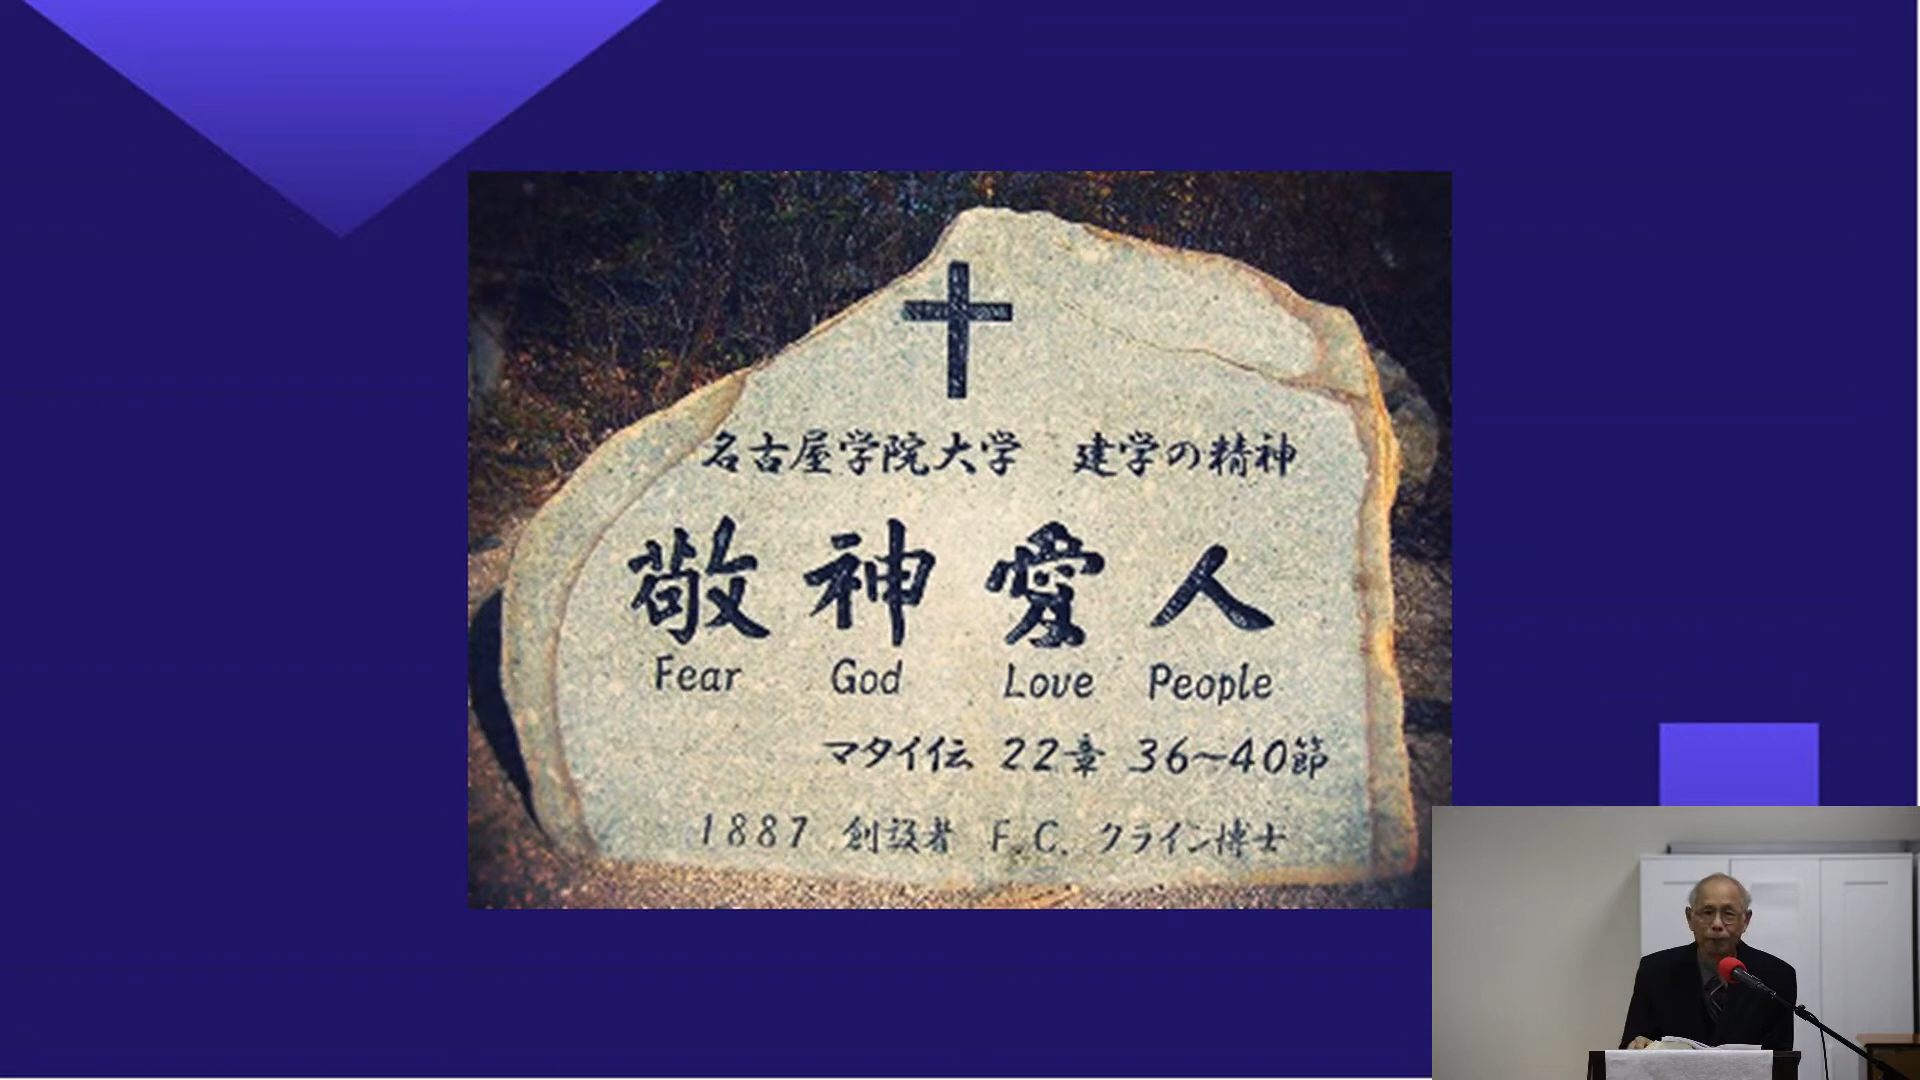 名古屋学院大学 建学の精神
敬神愛人
Fear God Love People
マタイ伝 22章 36~40節
1887 創設者 F.C. クライン博士